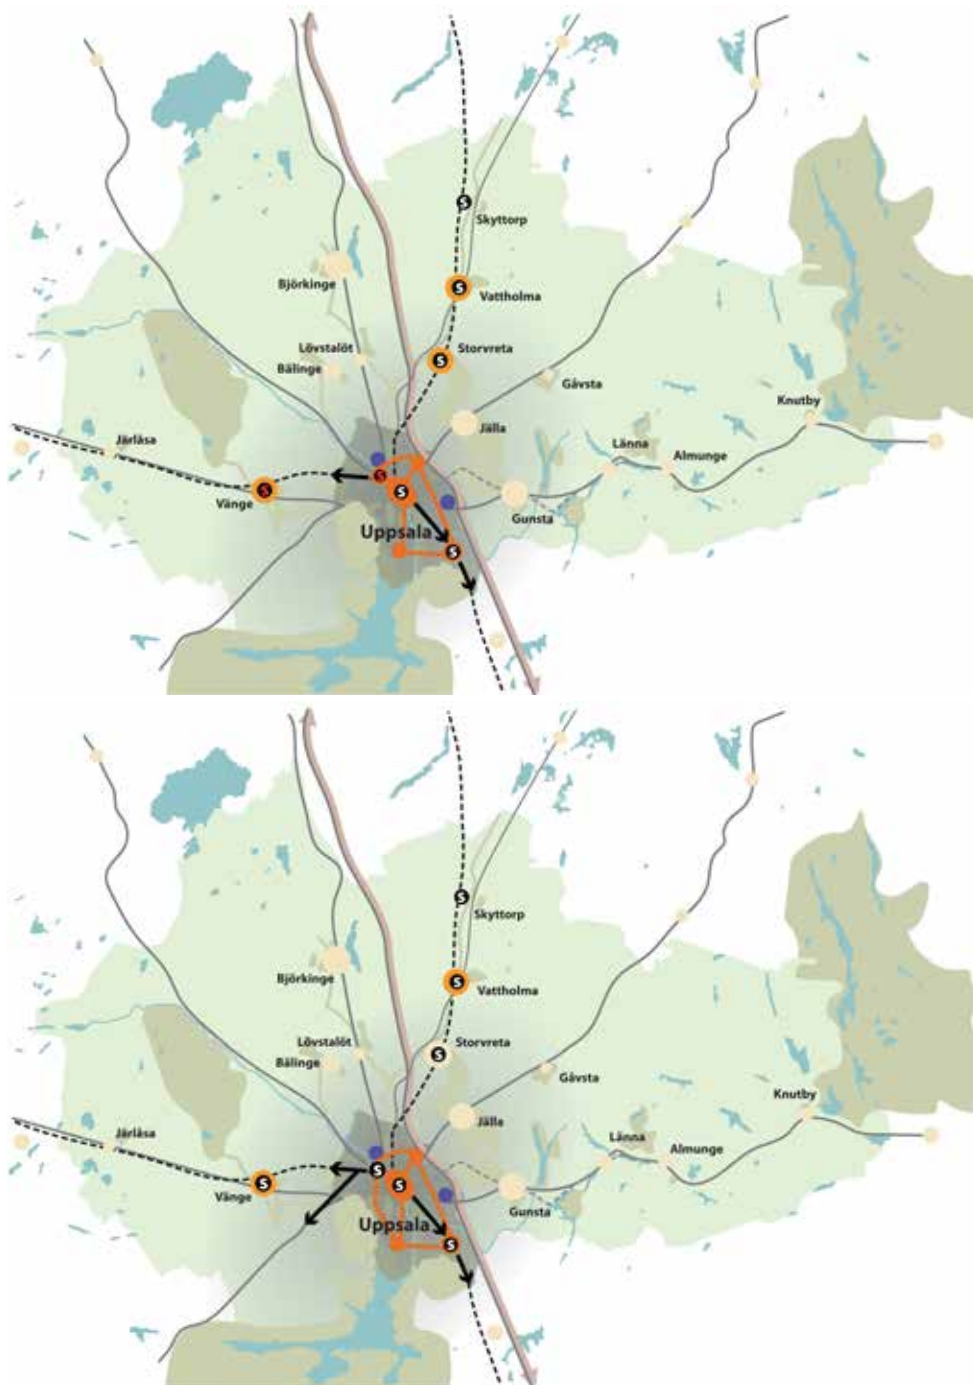 S
Skyttorp
Björkinge
S
Vattholma
Lövstalöt
S
Storvreta
Bälinge
Gåvsta
Knutby
Järlåsa
Jälla
Länna
Almunge
S
S
S
Vänge
Gunsta
Uppsala
S
S
Skyttorp
Björkinge
S
Vattholma
Lövstalöt
S
Storvreta
Bälinge
Gåvsta
Knutby
Järlåsa
Jälla
Länna
Almunge
S
S
S
Vänge
Gunsta
Uppsala
S